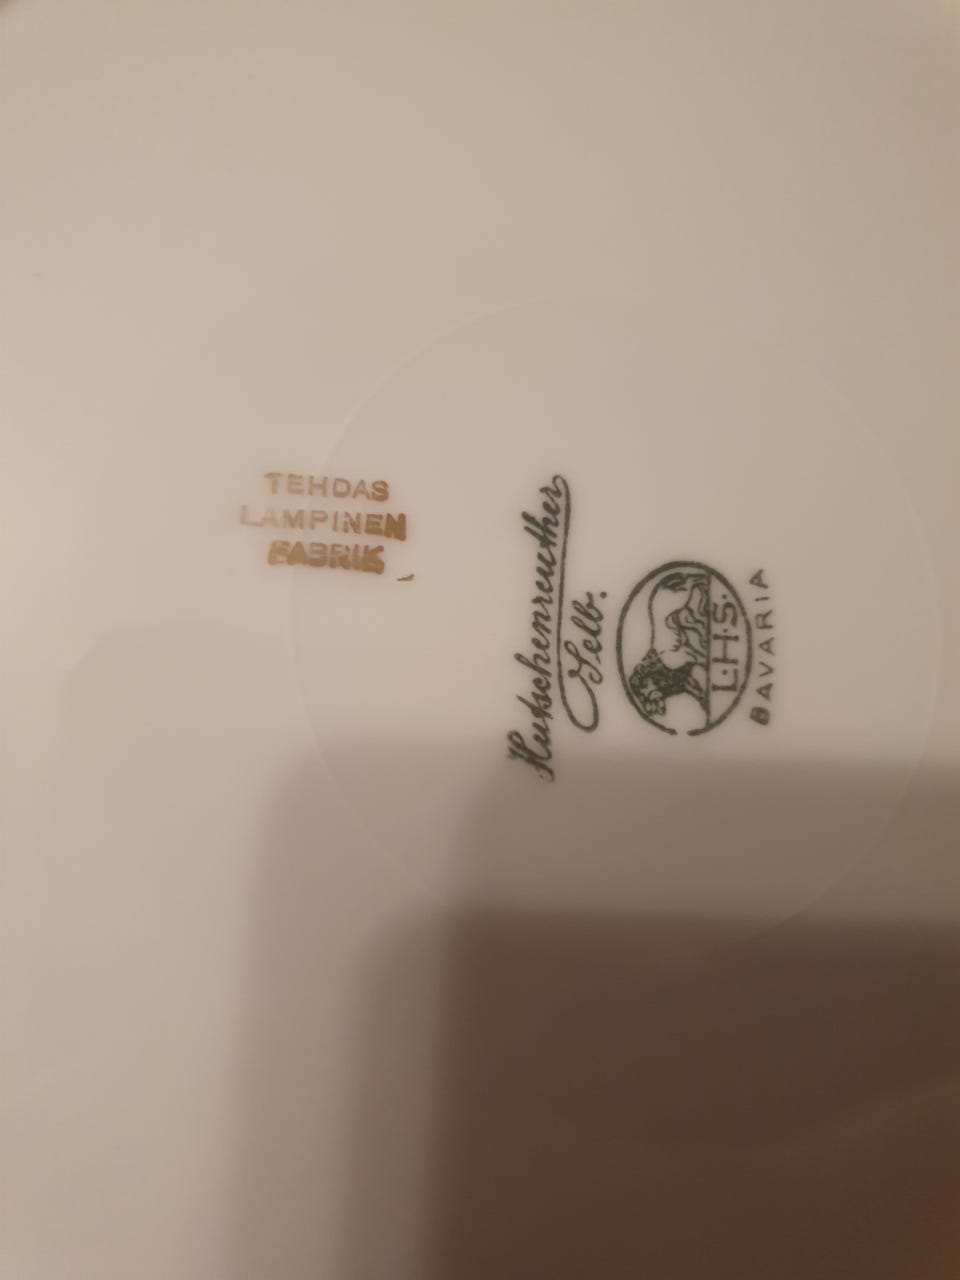 TEHDAS
LAMPINEN
FABRIK
Hutschenreuther
Selb.
L.H.S.
BAVARIA